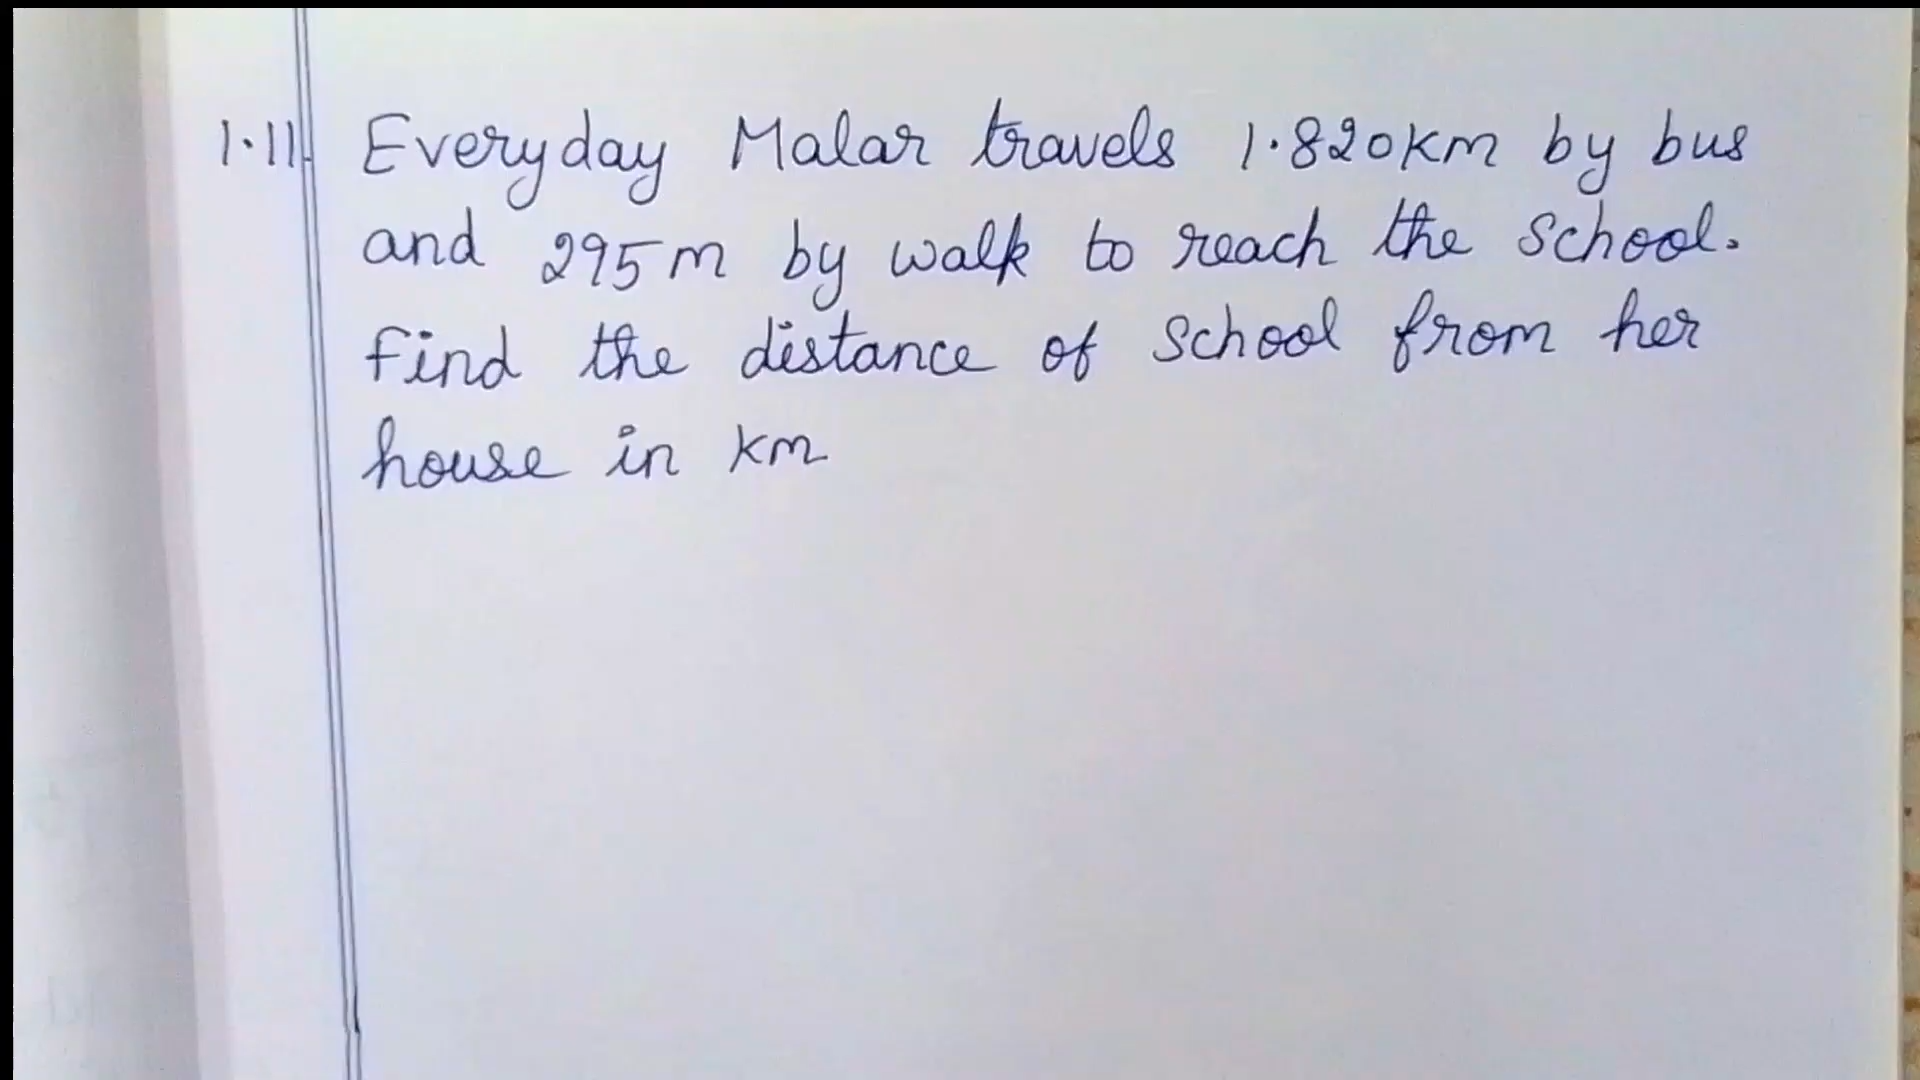 1.11. Everyday Malar travels 1.820km by bus
and 295m by walk to reach the school.
Find the distance of school from her
house in km